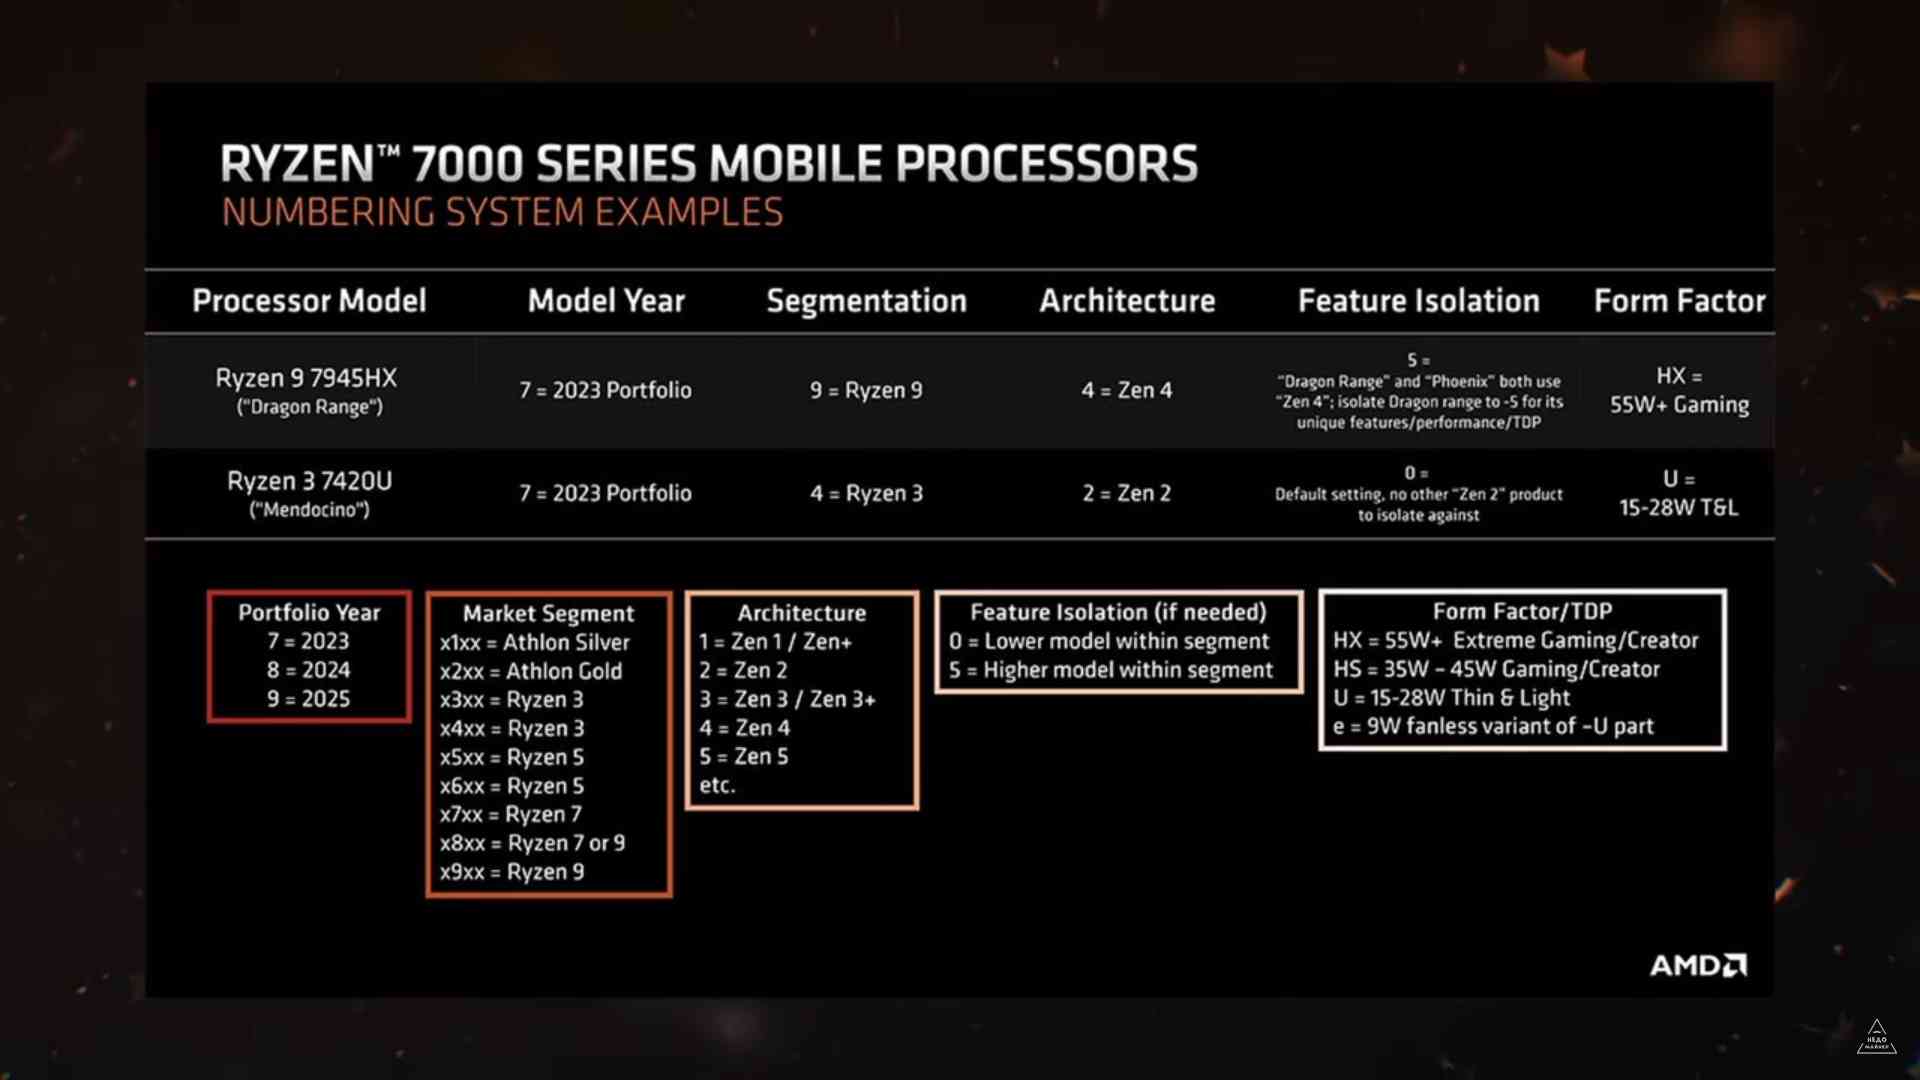 RYZEN™ 7000 SERIES MOBILE PROCESSORS
NUMBERING SYSTEM EXAMPLES
Processor Model Model Year Segmentation Architecture Feature Isolation Form Factor
Ryzen 9 7945HX
("Dragon Range")
7 = 2023 Portfolio
9 = Ryzen 9
4 = Zen 4
5 =
"Dragon Range" and "Phoenix" both use
"Zen 4"; isolate Dragon range to -5 for its
unique features/performance/TDP
HX =
55W+ Gaming
Ryzen 3 7420U
("Mendocino")
7 = 2023 Portfolio
4 = Ryzen 3
2 = Zen 2
0 =
Default setting, no other "Zen 2" product
to isolate against
U =
15-28W T&L
Portfolio Year
7 = 2023
8 = 2024
9 = 2025
Market Segment
x1xx = Athlon Silver
x2xx = Athlon Gold
x3xx = Ryzen 3
x4xx = Ryzen 3
x5xx = Ryzen 5
x6xx = Ryzen 5
x7xx = Ryzen 7
x8xx = Ryzen 7 or 9
x9xx = Ryzen 9
Architecture
1 = Zen 1 / Zen+
2 = Zen 2
3 = Zen 3 / Zen 3+
4 = Zen 4
5 = Zen 5
etc.
Feature Isolation (if needed)
0 = Lower model within segment
5 = Higher model within segment
Form Factor/TDP
HX = 55W+ Extreme Gaming/Creator
HS = 35W – 45W Gaming/Creator
U = 15-28W Thin & Light
e = 9W fanless variant of –U part
AMD
НЕДО